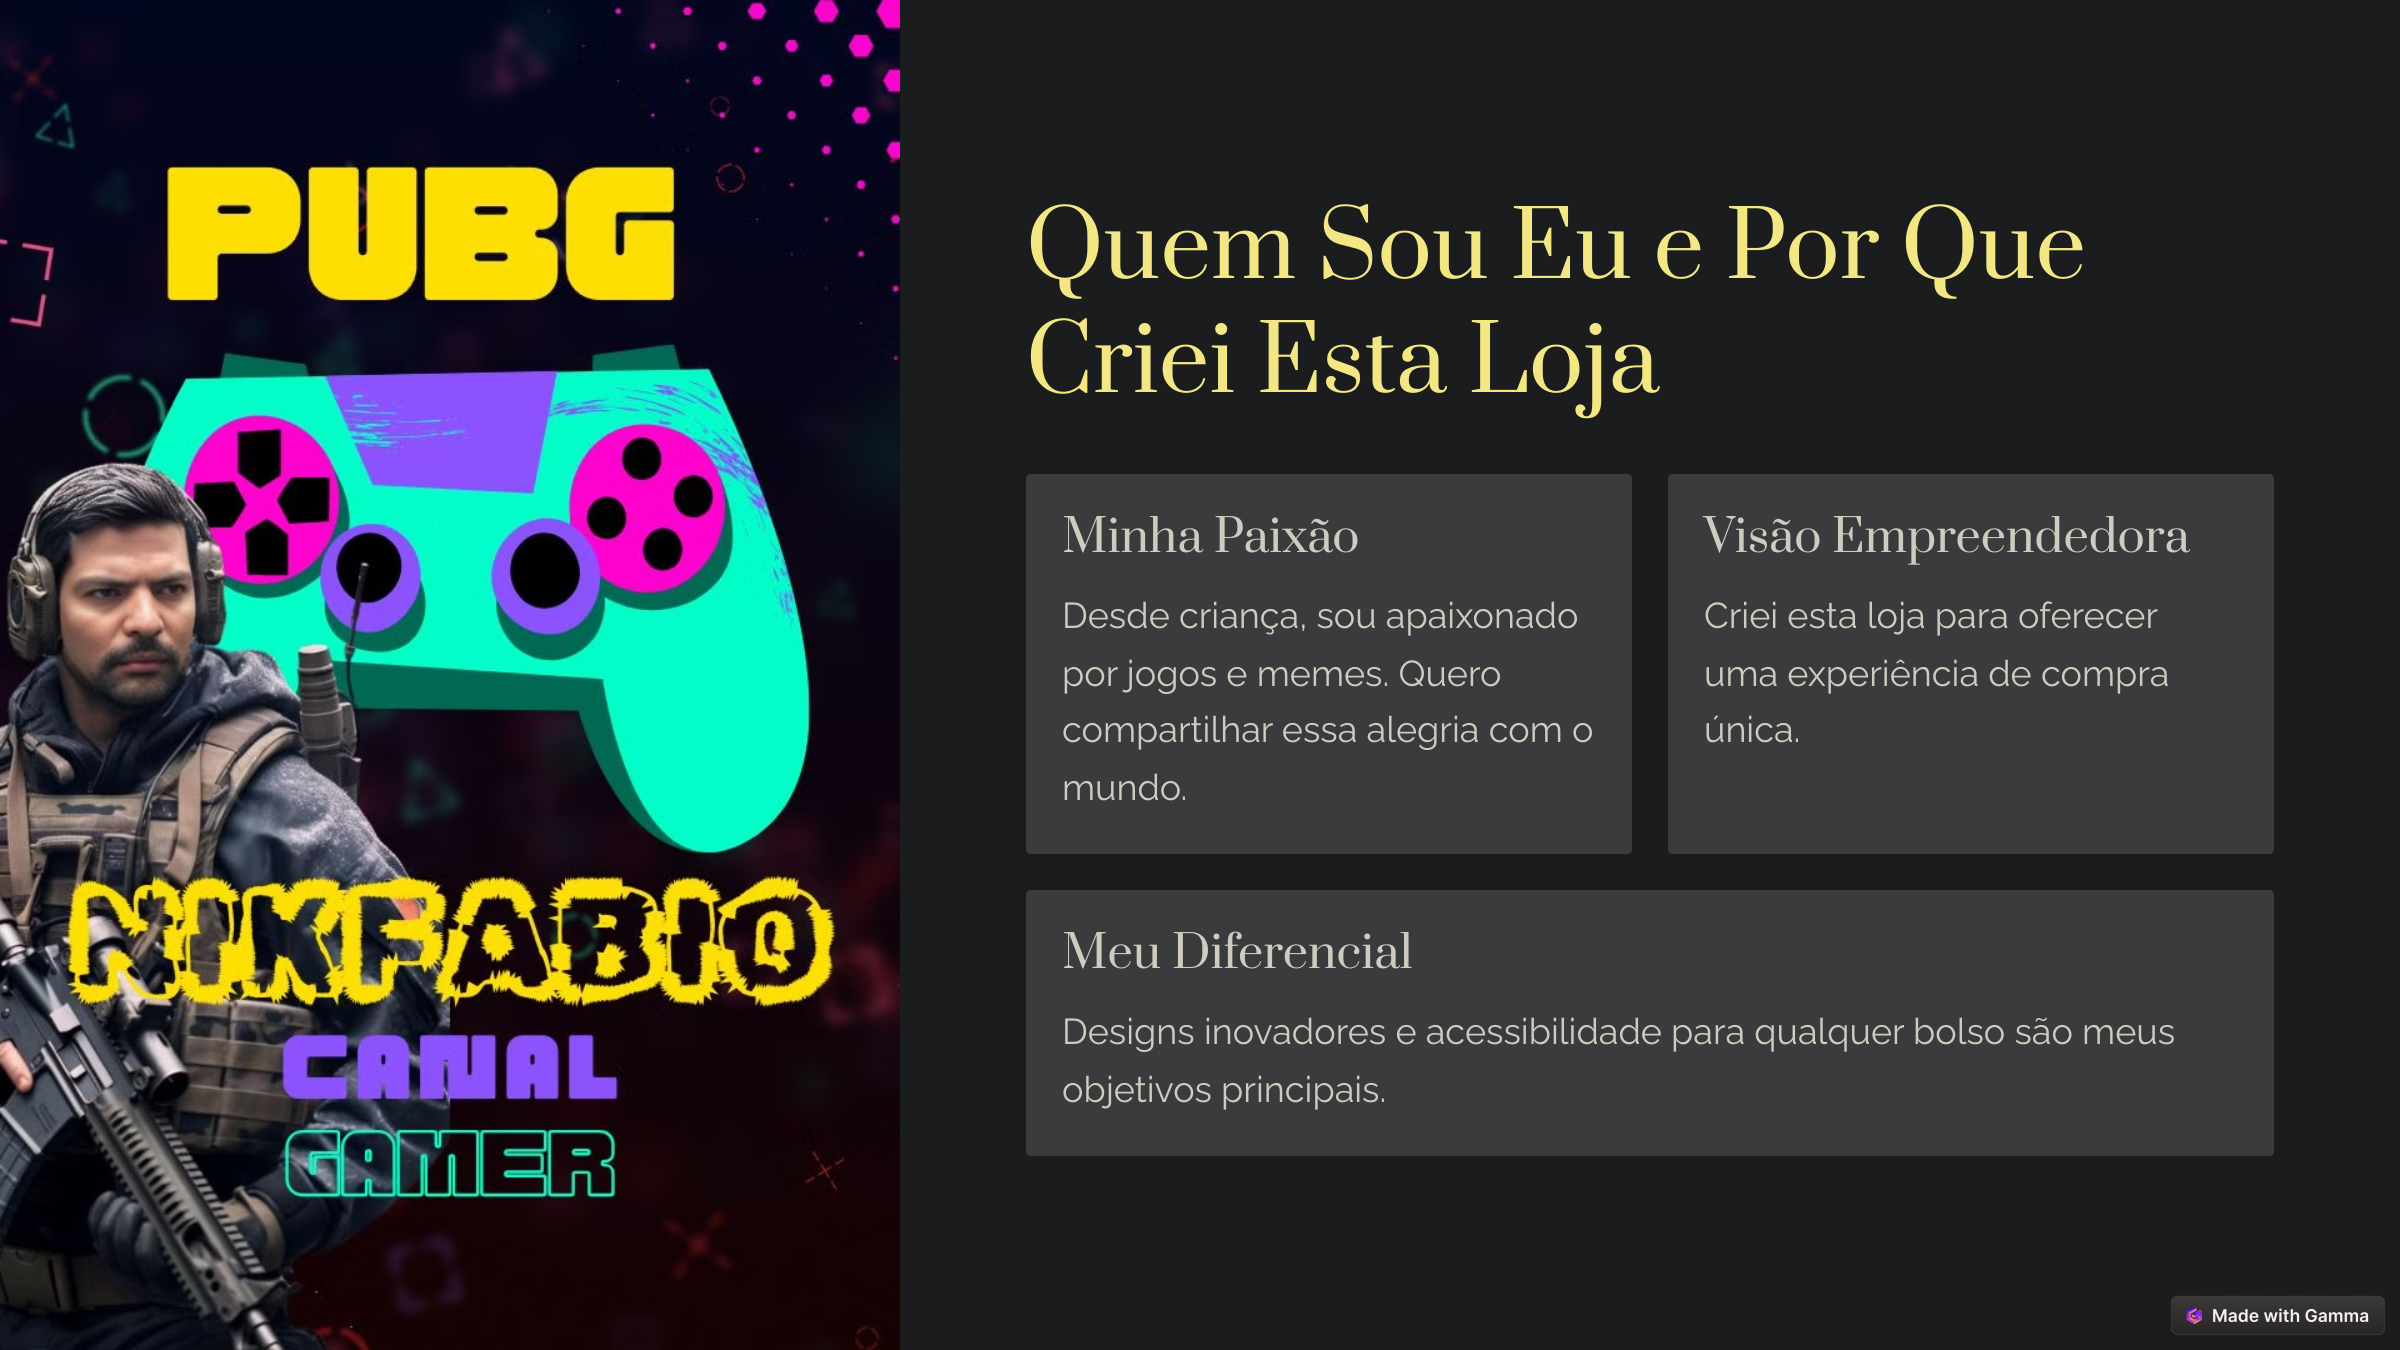 PUBG
NIKFABIO
CANAL
GAMER
Quem Sou Eu e Por Que
Criei Esta Loja
Minha Paixão
Desde criança, sou apaixonado
por jogos e memes. Quero
compartilhar essa alegria com o
mundo.
Visão Empreendedora
Criei esta loja para oferecer
uma experiência de compra
única.
Meu Diferencial
Designs inovadores e acessibilidade para qualquer bolso são meus
objetivos principais.
Made with Gamma